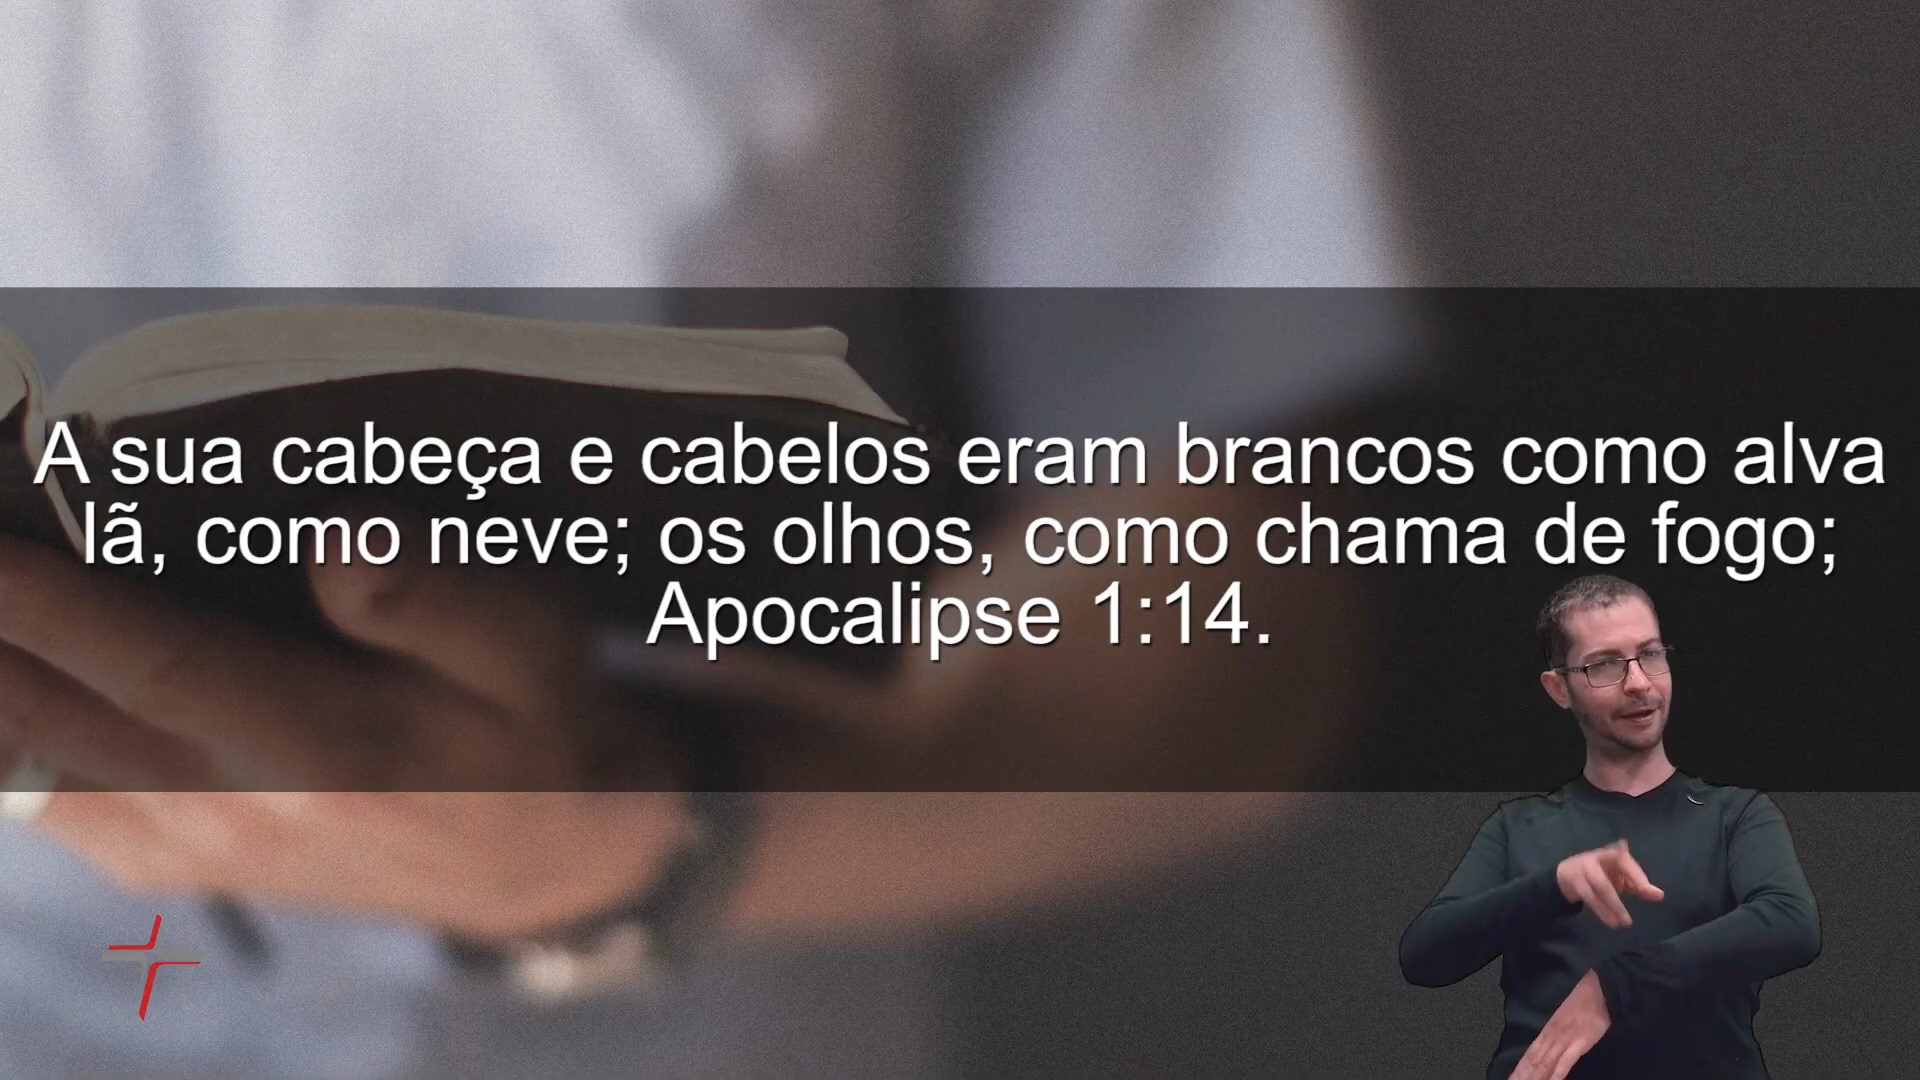 A sua cabeça e cabelos eram brancos como alva
lã, como neve; os olhos, como chama de fogo;
Apocalipse 1:14.